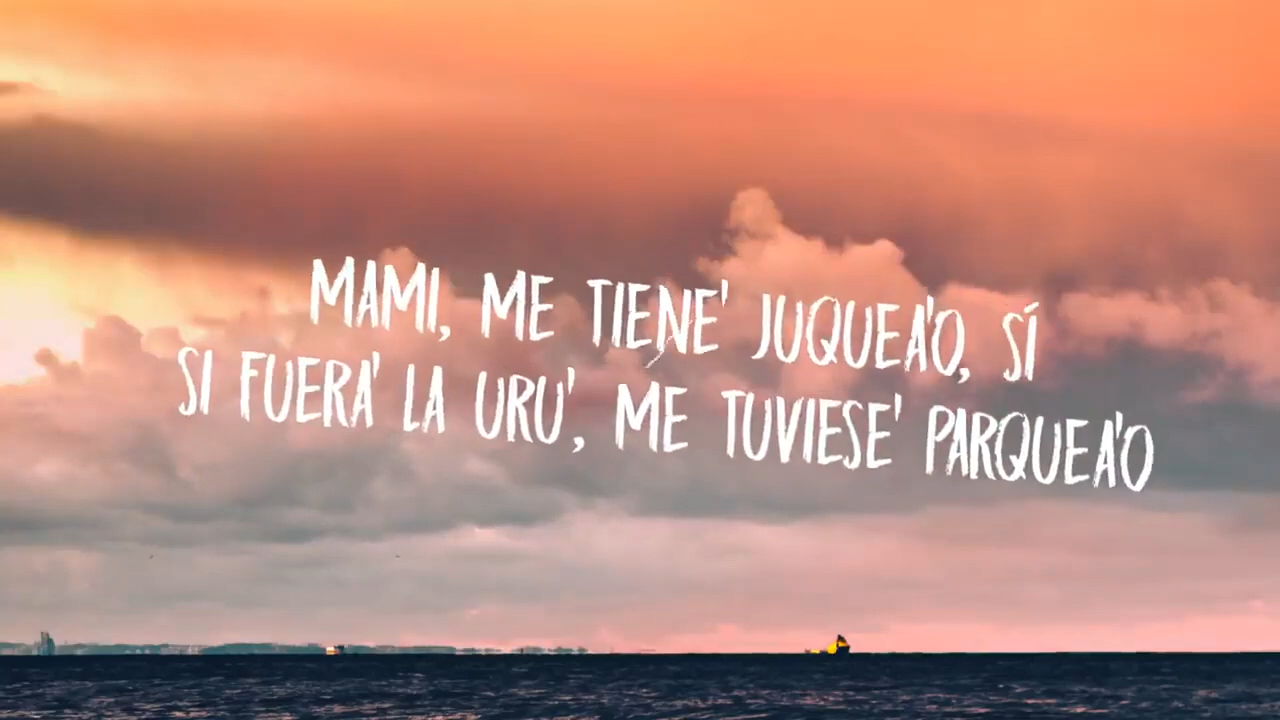 MAMI, ME TIENE' JUQUEA'O, SÍ
SI FUERA' LA URU', ME TUVIESE' PARQUEA'O